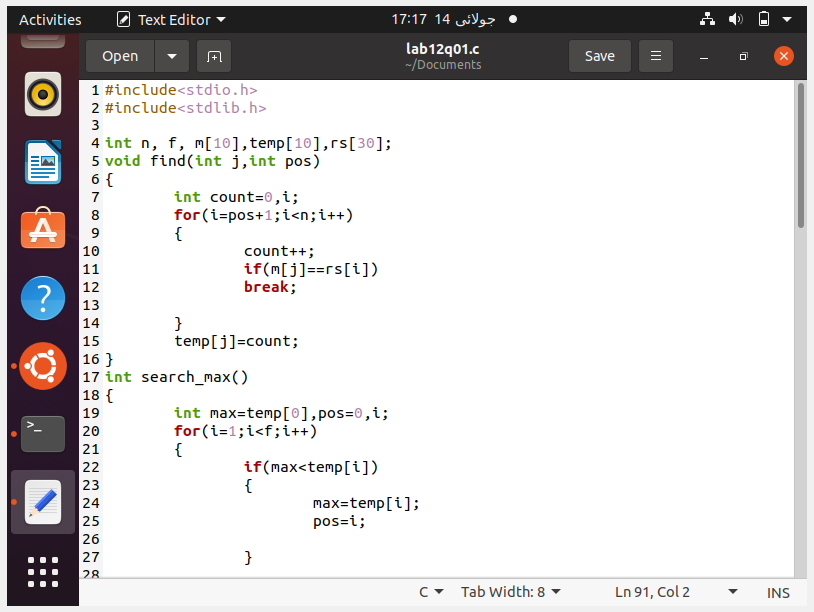 Activities Text Editor 17:17 14 جولائی
Open lab12q01.c Save
~/Documents
1 #include<stdio.h>
2 #include<stdlib.h>
3
4 int n, f, m[10],temp[10],rs[30];
5 void find(int j,int pos)
6 {
7 int count=0,i;
8 for(i=pos+1;i<n;i++)
9 {
10 count++;
11 if(m[j]==rs[i])
12 break;
13
14 }
15 temp[j]=count;
16 }
17 int search_max()
18 {
19 int max=temp[0],pos=0,i;
20 for(i=1;i<f;i++)
21 {
22 if(max<temp[i])
23 {
24 max=temp[i];
25 pos=i;
26
27 }
28
C Tab Width: 8 Ln 91, Col 2 INS